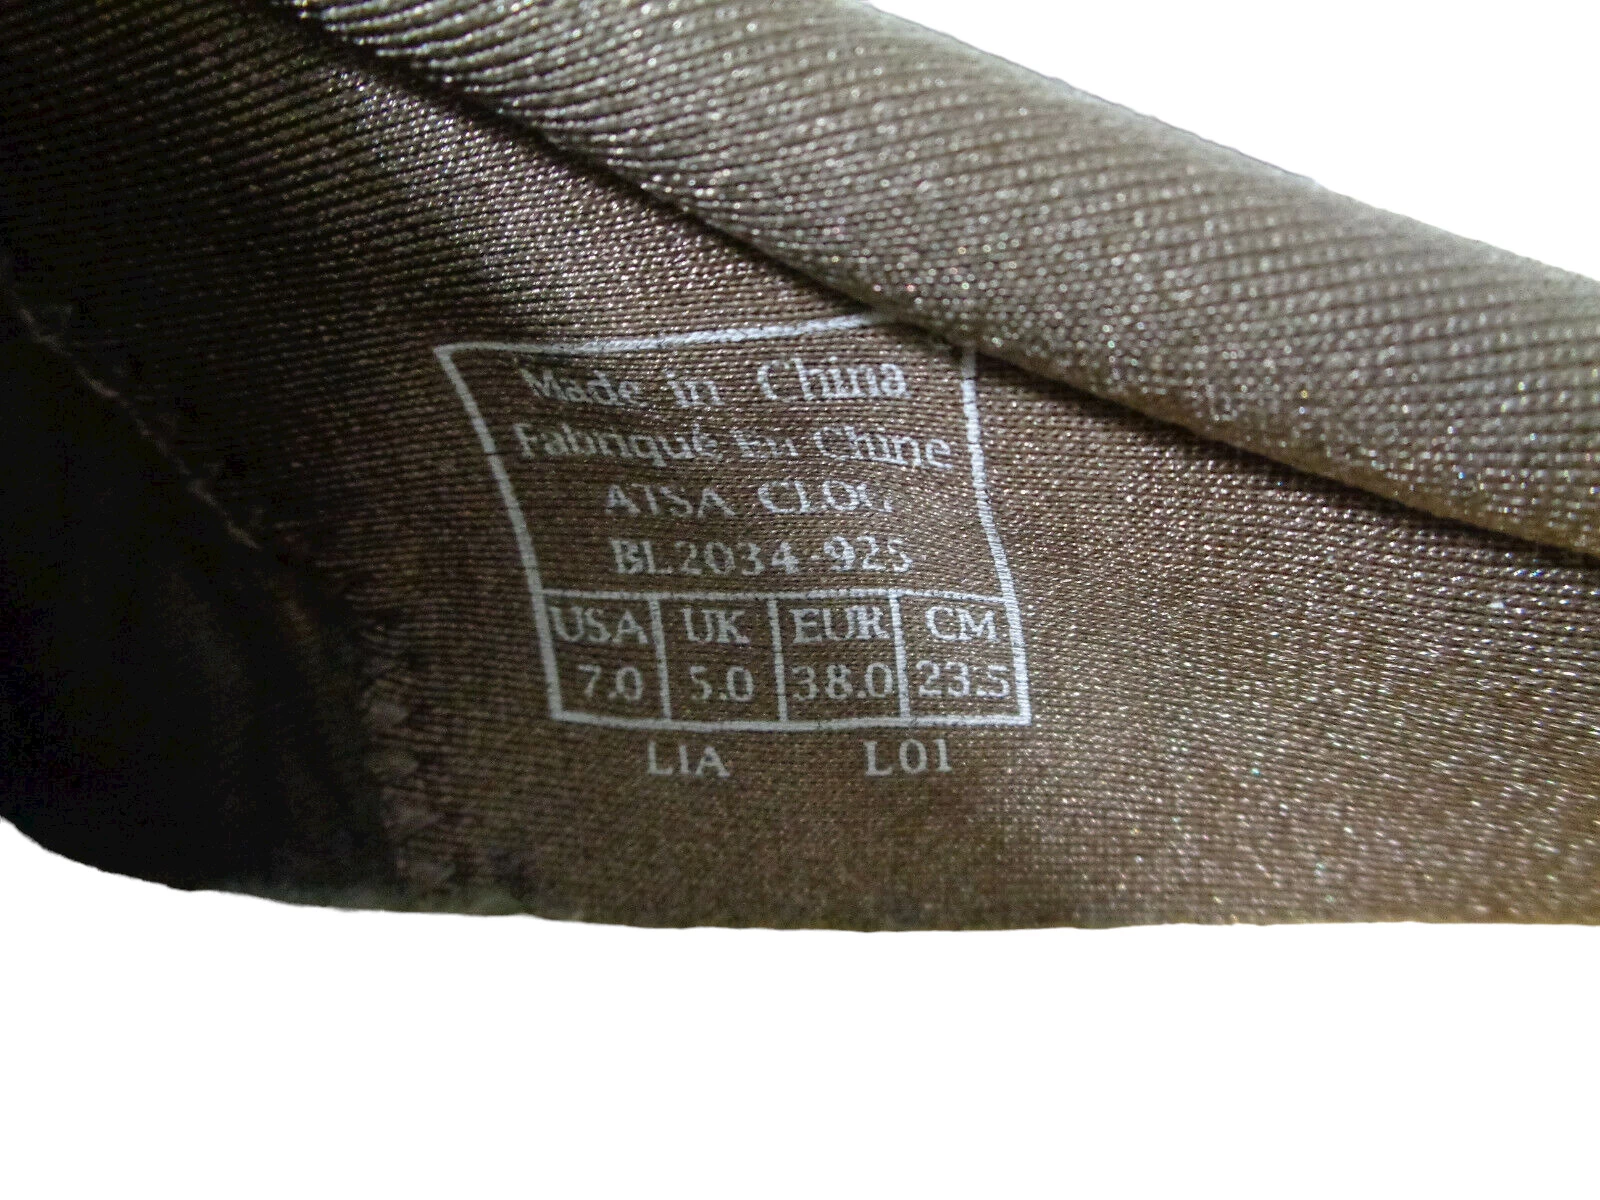 Made in China
Fabriqué En Chine
ATSA CLOG
BL2034-925
USA UK EUR CM
7.0 5.0 38.0 23.5
LIA L01